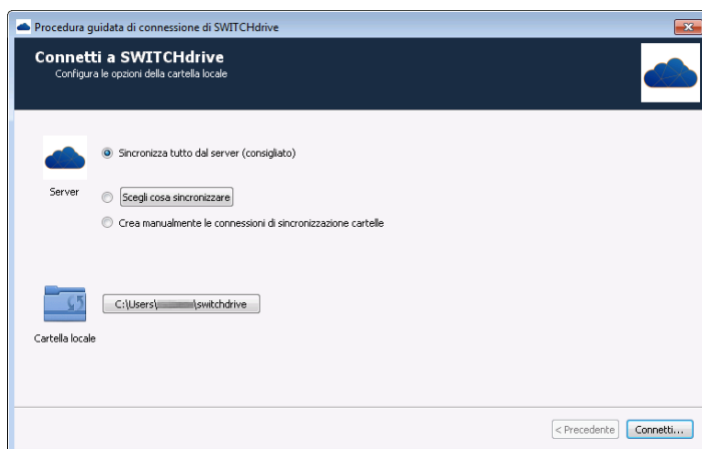 Procedura guidata di connessione di SWITCHdrive
Connetti a SWITCHdrive
Configura le opzioni della cartella locale
Sincronizza tutto dal server (consigliato)
Server
Scegli cosa sincronizzare
Crea manualmente le connessioni di sincronizzazione cartelle
C:\Users\ \switchdrive
Cartella locale
< Precedente
Connetti...